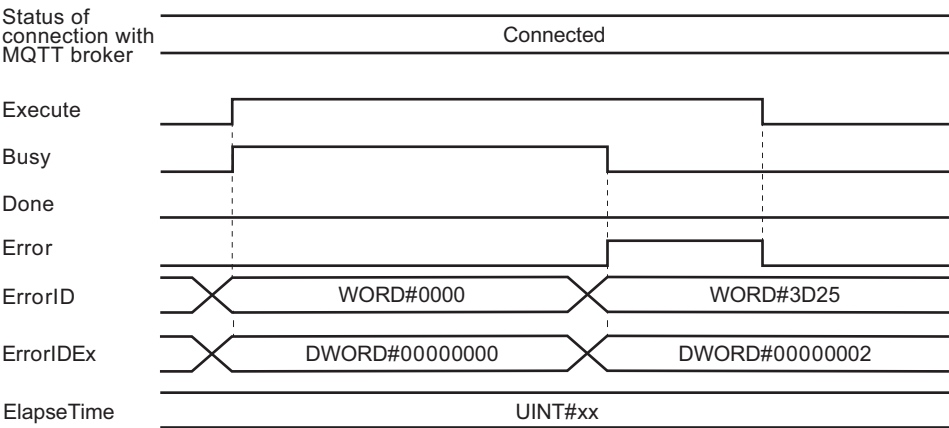 Status of
connection with
MQTT broker
Connected
Execute
Busy
Done
Error
ErrorID
WORD#0000
WORD#3D25
ErrorIDEx
DWORD#00000000
DWORD#00000002
ElapseTime
UINT#xx